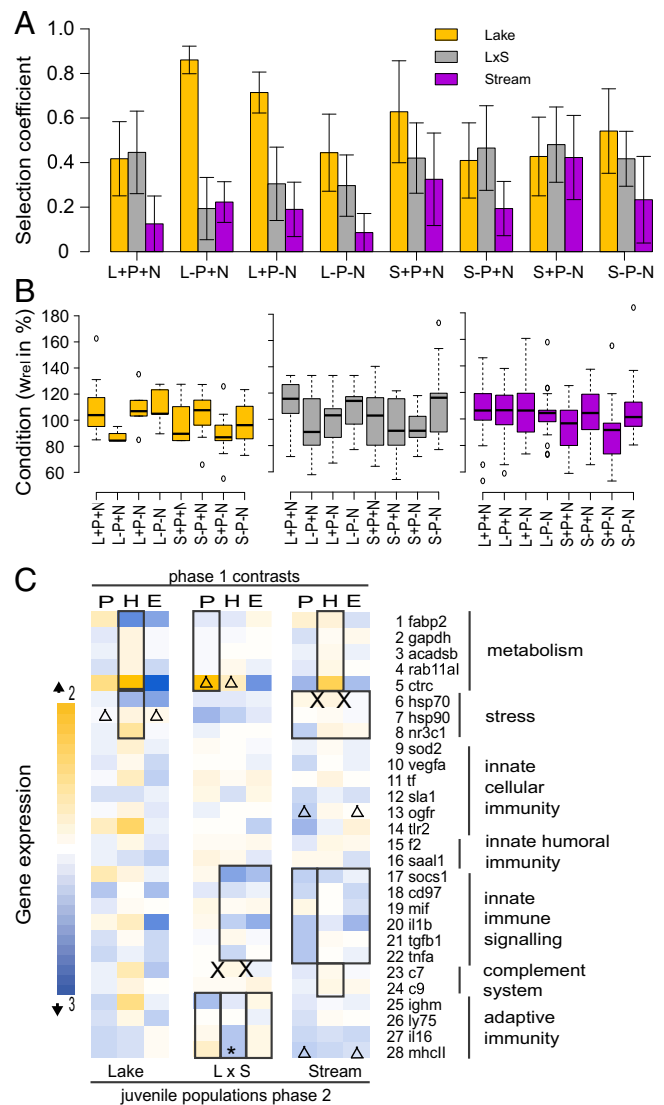 A
Selection coefficient
0.8
0.6
0.4
0.2
0
Lake
LxS
Stream
L+P+N L-P+N L+P-N L-P-N S+P+N S-P+N S+P-N S-P-N
B
Condition (wrel in %)
180
160
140
120
100
80
60
L+P+N L-P+N L+P-N L-P-N S+P+N S-P+N S+P-N S-P-N
L+P+N L-P+N L+P-N L-P-N S+P+N S-P+N S+P-N S-P-N
L+P+N L+P-N L+P+N L-P-N S+P+N S-P+N S+P-N S-P-N
C
phase 1 contrasts
P H E P H E P H E
Gene expression
2
3
1 fabp2
2 gapdh
3 acadsb
4 rab11al
5 ctrc
metabolism
6 hsp70
7 hsp90
8 nr3c1
stress
9 sod2
10 vegfa
11 tf
12 sla1
13 ogfr
14 tlr2
innate
cellular
immunity
15 f2
16 saal1
innate humoral
immunity
17 socs1
18 cd97
19 mif
20 il1b
21 tgfb1
22 tnfa
innate
immune
signalling
23 c7
24 c9
complement
system
25 ighm
26 ly75
27 il16
28 mhcII
adaptive
immunity
X X
X X
*
Lake L x S Stream
juvenile populations phase 2